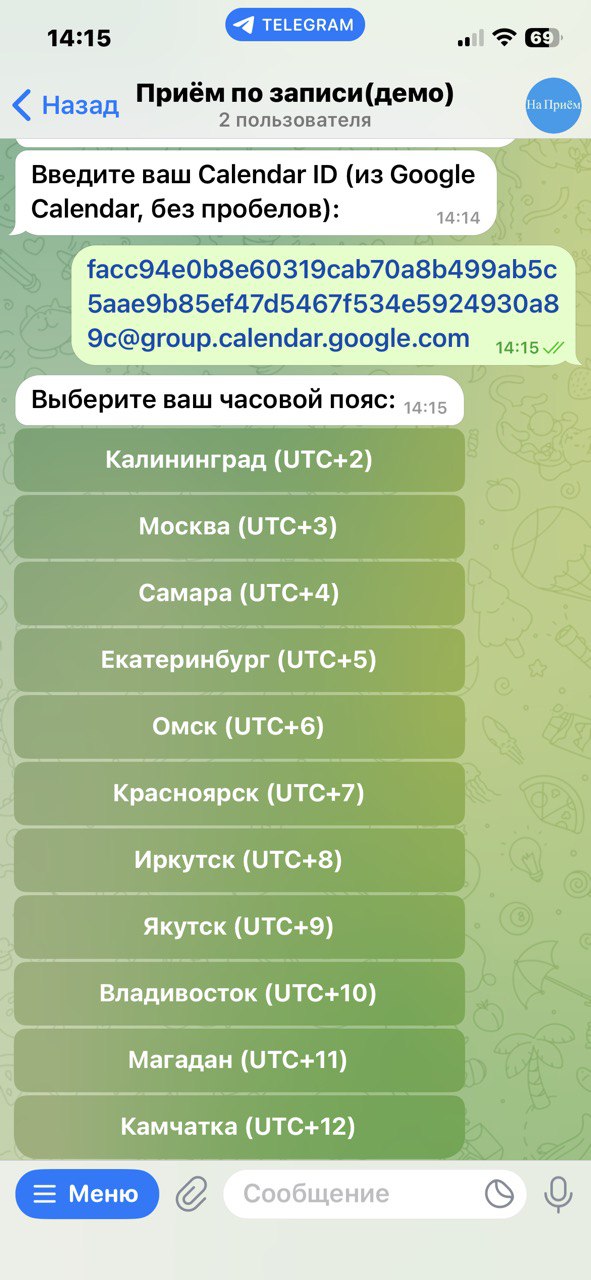 14:15
TELEGRAM
69
Назад
Приём по записи(демо)
2 пользователя
На Приём
Введите ваш Calendar ID (из Google
Calendar, без пробелов):
14:14
facc94e0b8e60319cab70a8b499ab5c
5aae9b85ef47d5467f534e5924930a8
9c@group.calendar.google.com
14:15
Выберите ваш часовой пояс:
14:15
Калининград (UTC+2)
Москва (UTC+3)
Самара (UTC+4)
Екатеринбург (UTC+5)
Омск (UTC+6)
Красноярск (UTC+7)
Иркутск (UTC+8)
Якутск (UTC+9)
Владивосток (UTC+10)
Магадан (UTC+11)
Камчатка (UTC+12)
Меню
Сообщение